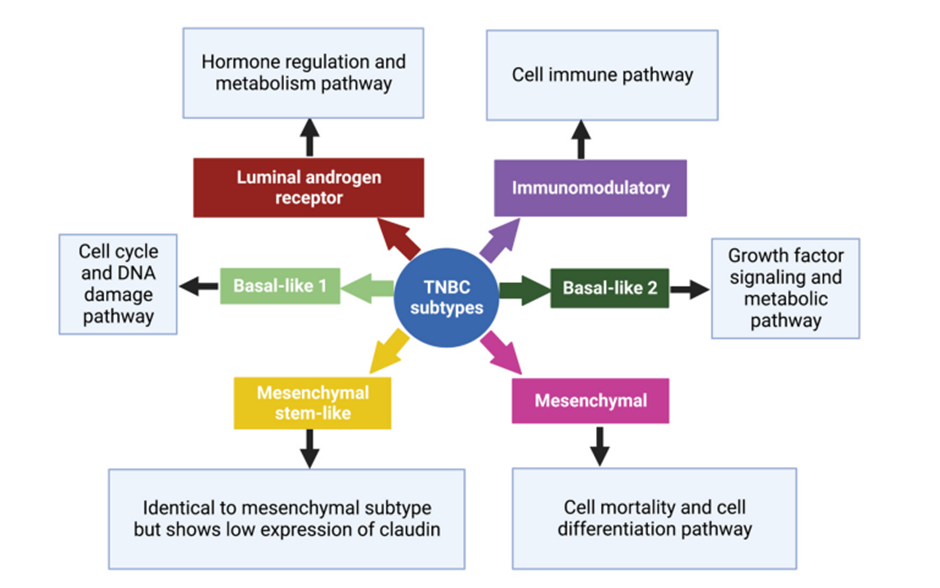 Hormone regulation and
metabolism pathway
Cell immune pathway
Luminal androgen
receptor
Immunomodulatory
Cell cycle
and DNA
damage
pathway
Basal-like 1
TNBC
subtypes
Basal-like 2
Growth factor
signaling and
metabolic
pathway
Mesenchymal
stem-like
Mesenchymal
Identical to mesenchymal subtype
but shows low expression of claudin
Cell mortality and cell
differentiation pathway